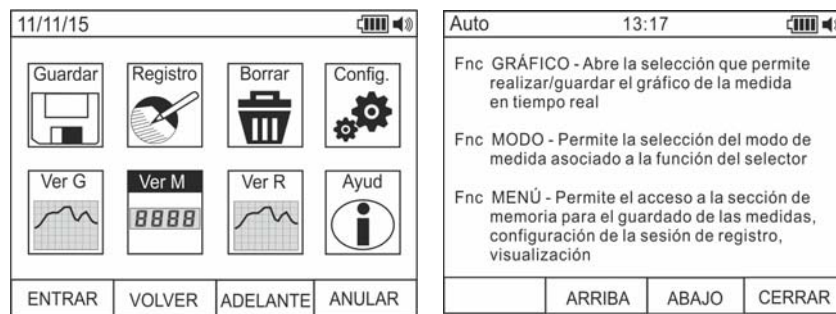 11/11/15
Guardar Registro Borrar Config.
Ver G Ver M Ver R Ayud
8888
ENTRAR VOLVER ADELANTE ANULAR
Auto 13:17
Fnc GRÁFICO - Abre la selección que permite
realizar/guardar el gráfico de la medida
en tiempo real
Fnc MODO - Permite la selección del modo de
medida asociado a la función del selector
Fnc MENÚ - Permite el acceso a la sección de
memoria para el guardado de las medidas,
configuración de la sesión de registro,
visualización
ARRIBA ABAJO CERRAR